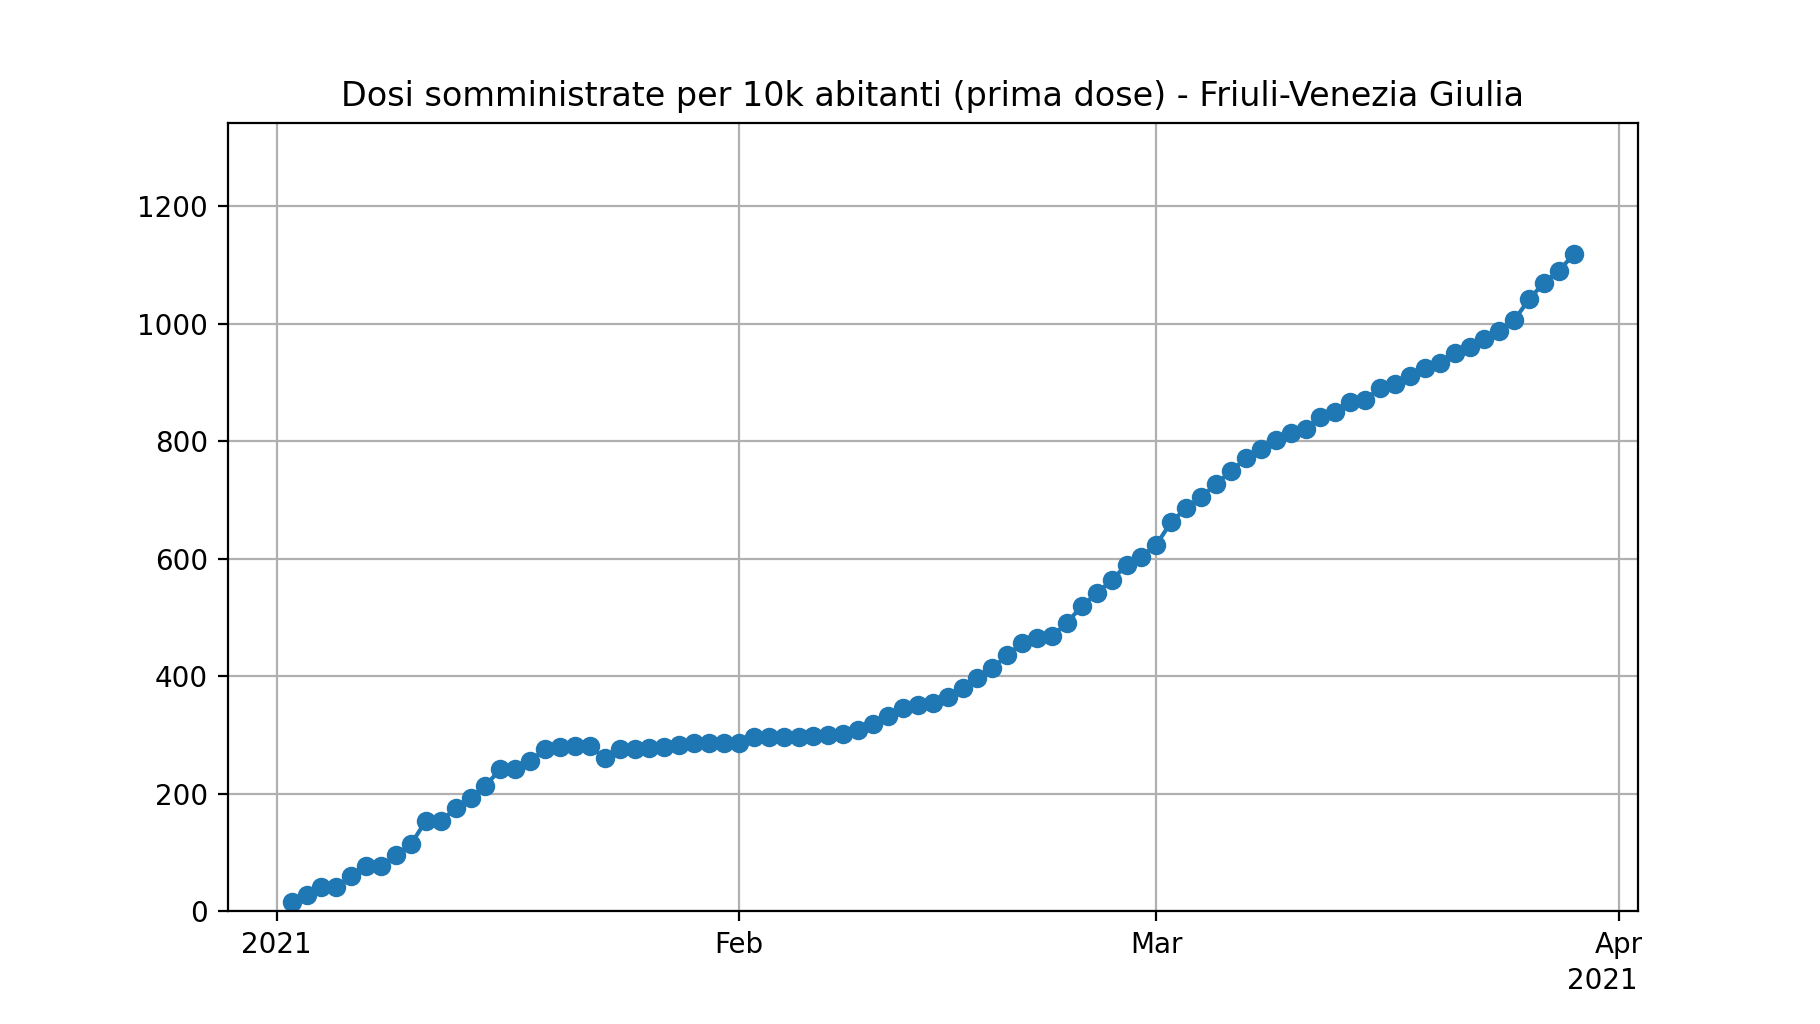 Dosi somministrate per 10k abitanti (prima dose) - Friuli-Venezia Giulia
1200
1000
800
600
400
200
0
2021
Feb
Mar
Apr
2021